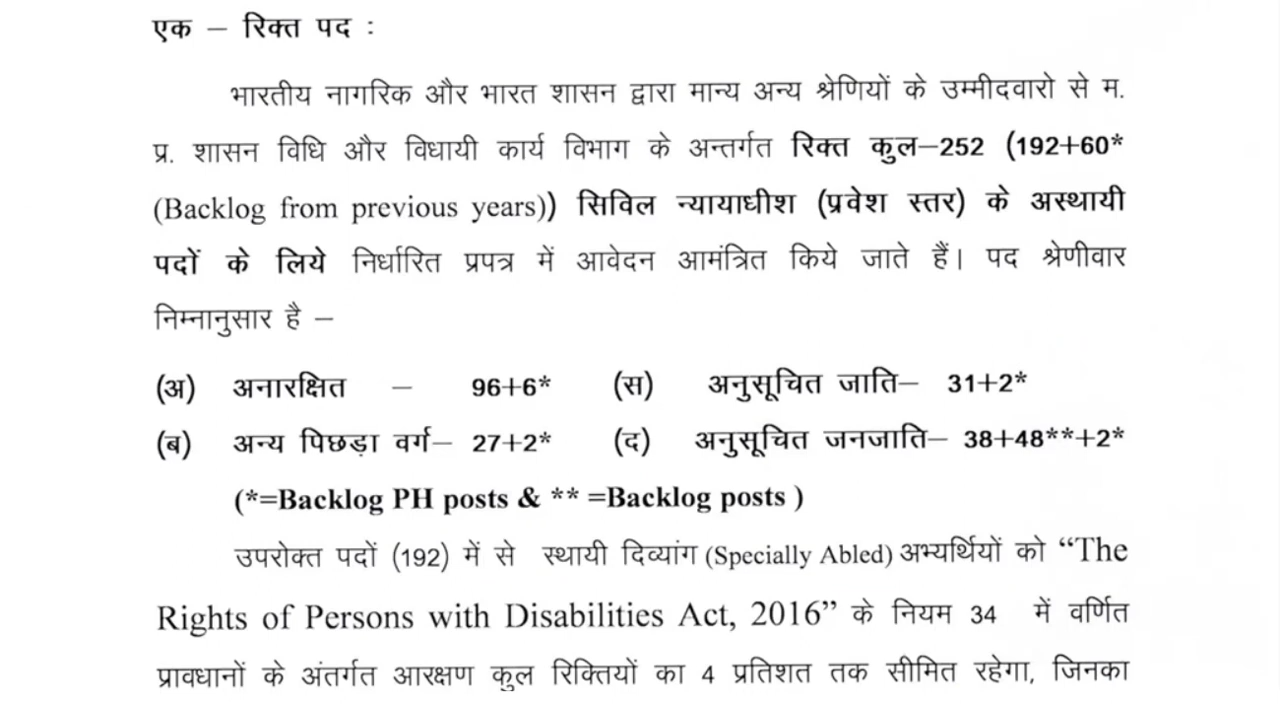 एक – रिक्त पद :
भारतीय नागरिक और भारत शासन द्वारा मान्य अन्य श्रेणियों के उम्मीदवारो से म.
प्र. शासन विधि और विधायी कार्य विभाग के अन्तर्गत रिक्त कुल–252 (192+60*
(Backlog from previous years)) सिविल न्यायाधीश (प्रवेश स्तर) के अस्थायी
पदों के लिये निर्धारित प्रपत्र में आवेदन आमंत्रित किये जाते हैं। पद श्रेणीवार
निम्नानुसार है –
(अ) अनारक्षित – 96+6* (स) अनुसूचित जाति– 31+2*
(ब) अन्य पिछड़ा वर्ग– 27+2* (द) अनुसूचित जनजाति– 38+48**+2*
(*=Backlog PH posts & ** =Backlog posts )
उपरोक्त पदों (192) में से स्थायी दिव्यांग (Specially Abled) अभ्यर्थियों को “The
Rights of Persons with Disabilities Act, 2016” के नियम 34 में वर्णित
प्रावधानों के अंतर्गत आरक्षण कुल रिक्तियों का 4 प्रतिशत तक सीमित रहेगा, जिनका